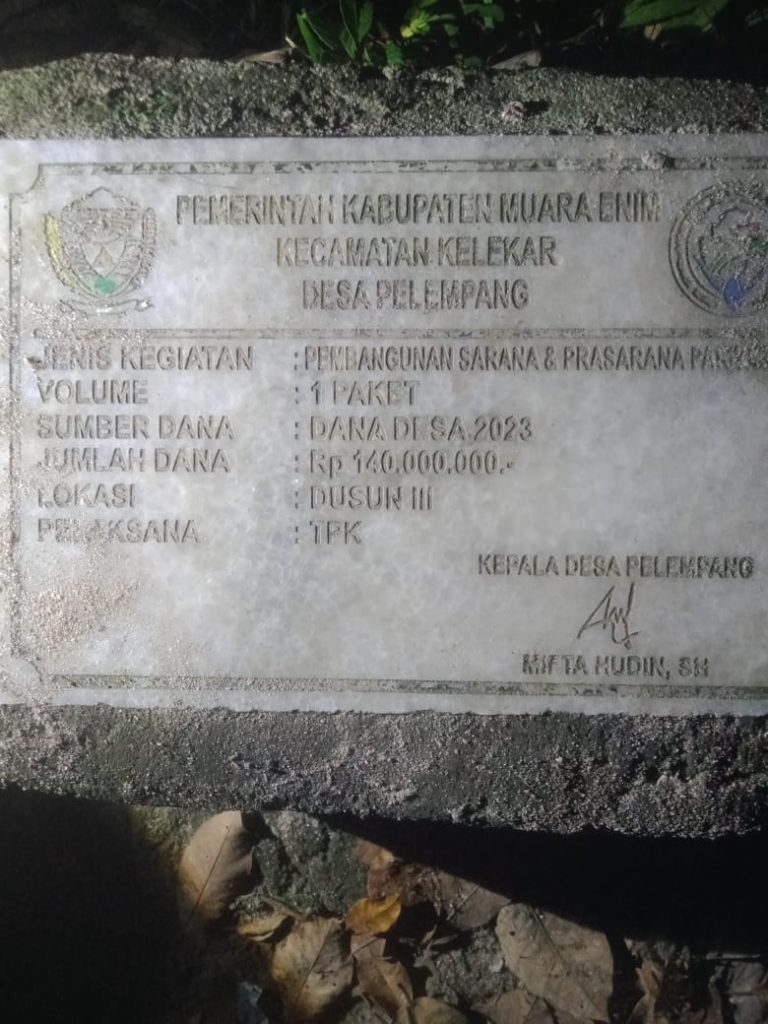 PEMERINTAH KABUPATEN MUARA ENIM
KECAMATAN KELEKAR
DESA PELEMPANG
JENIS KEGIATAN : PEMBANGUNAN SARANA & PRASARANA
VOLUME : 1 PAKET
SUMBER DANA : DANA DESA 2023
JUMLAH DANA : Rp 140.000.000,-
LOKASI : DUSUN III
PELAKSANA : TPK
KEPALA DESA PELEMPANG
MIFTA HUDIN, SH